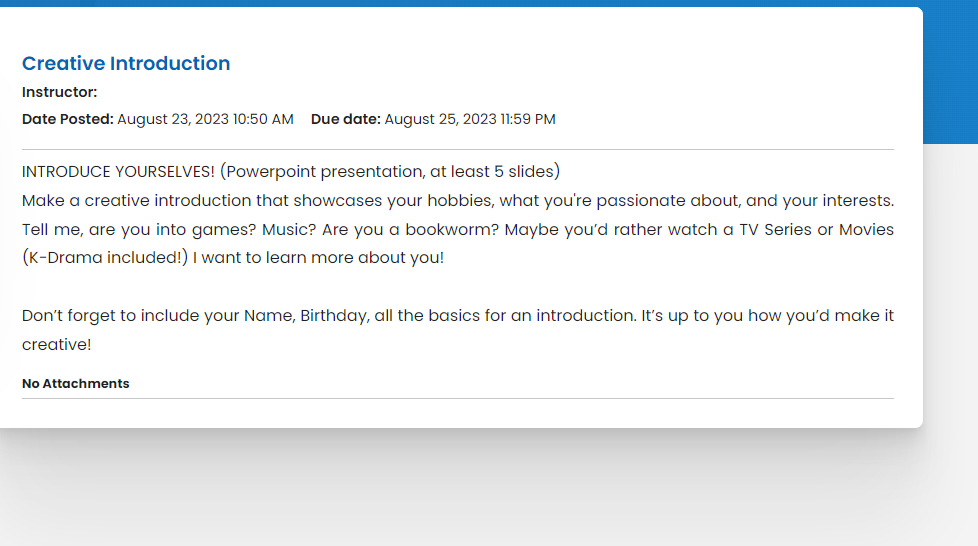 Creative Introduction
Instructor:
Date Posted: August 23, 2023 10:50 AM Due date: August 25, 2023 11:59 PM
INTRODUCE YOURSELVES! (Powerpoint presentation, at least 5 slides)
Make a creative introduction that showcases your hobbies, what you're passionate about, and your interests.
Tell me, are you into games? Music? Are you a bookworm? Maybe you’d rather watch a TV Series or Movies
(K-Drama included!) I want to learn more about you!
Don’t forget to include your Name, Birthday, all the basics for an introduction. It’s up to you how you’d make it
creative!
No Attachments